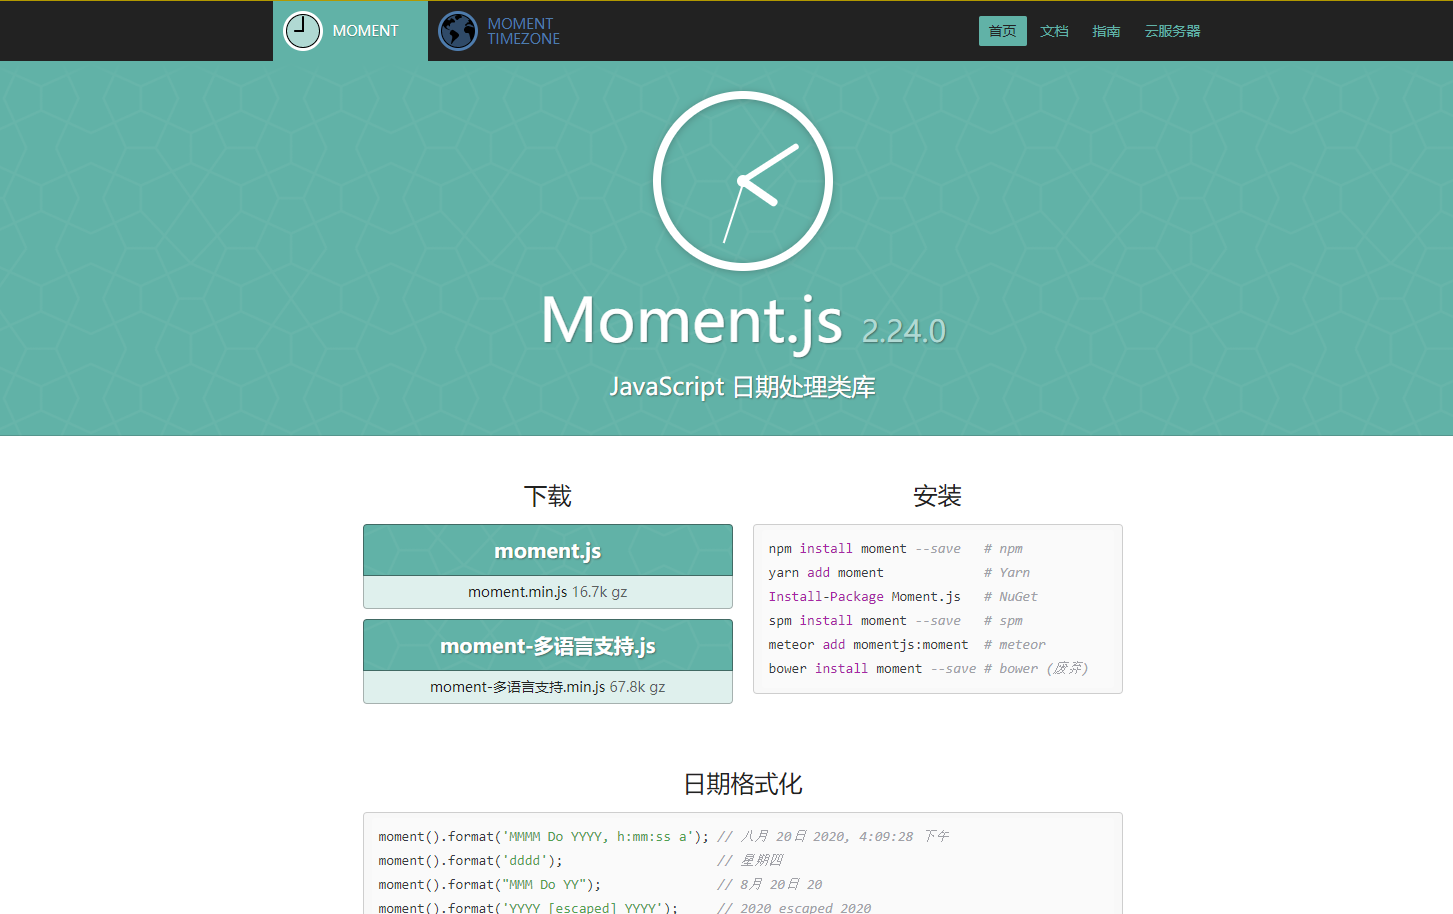 MOMENT
MOMENT
TIMEZONE
首页 文档 指南 云服务器
Moment.js 2.24.0
JavaScript 日期处理类库
下载
moment.js
moment.min.js 16.7k gz
moment-多语言支持.js
moment-多语言支持.min.js 67.8k gz
安装
npm install moment --save   # npm
yarn add moment             # Yarn
Install-Package Moment.js   # NuGet
spm install moment --save   # spm
meteor add momentjs:moment  # meteor
bower install moment --save # bower (废弃)
日期格式化
moment().format('MMMM Do YYYY, h:mm:ss a'); // 八月 20日 2020, 4:09:28 下午
moment().format('dddd');                    // 星期四
moment().format("MMM Do YY");               // 8月 20日 20
moment().format('YYYY [escaped] YYYY');     // 2020 escaped 2020